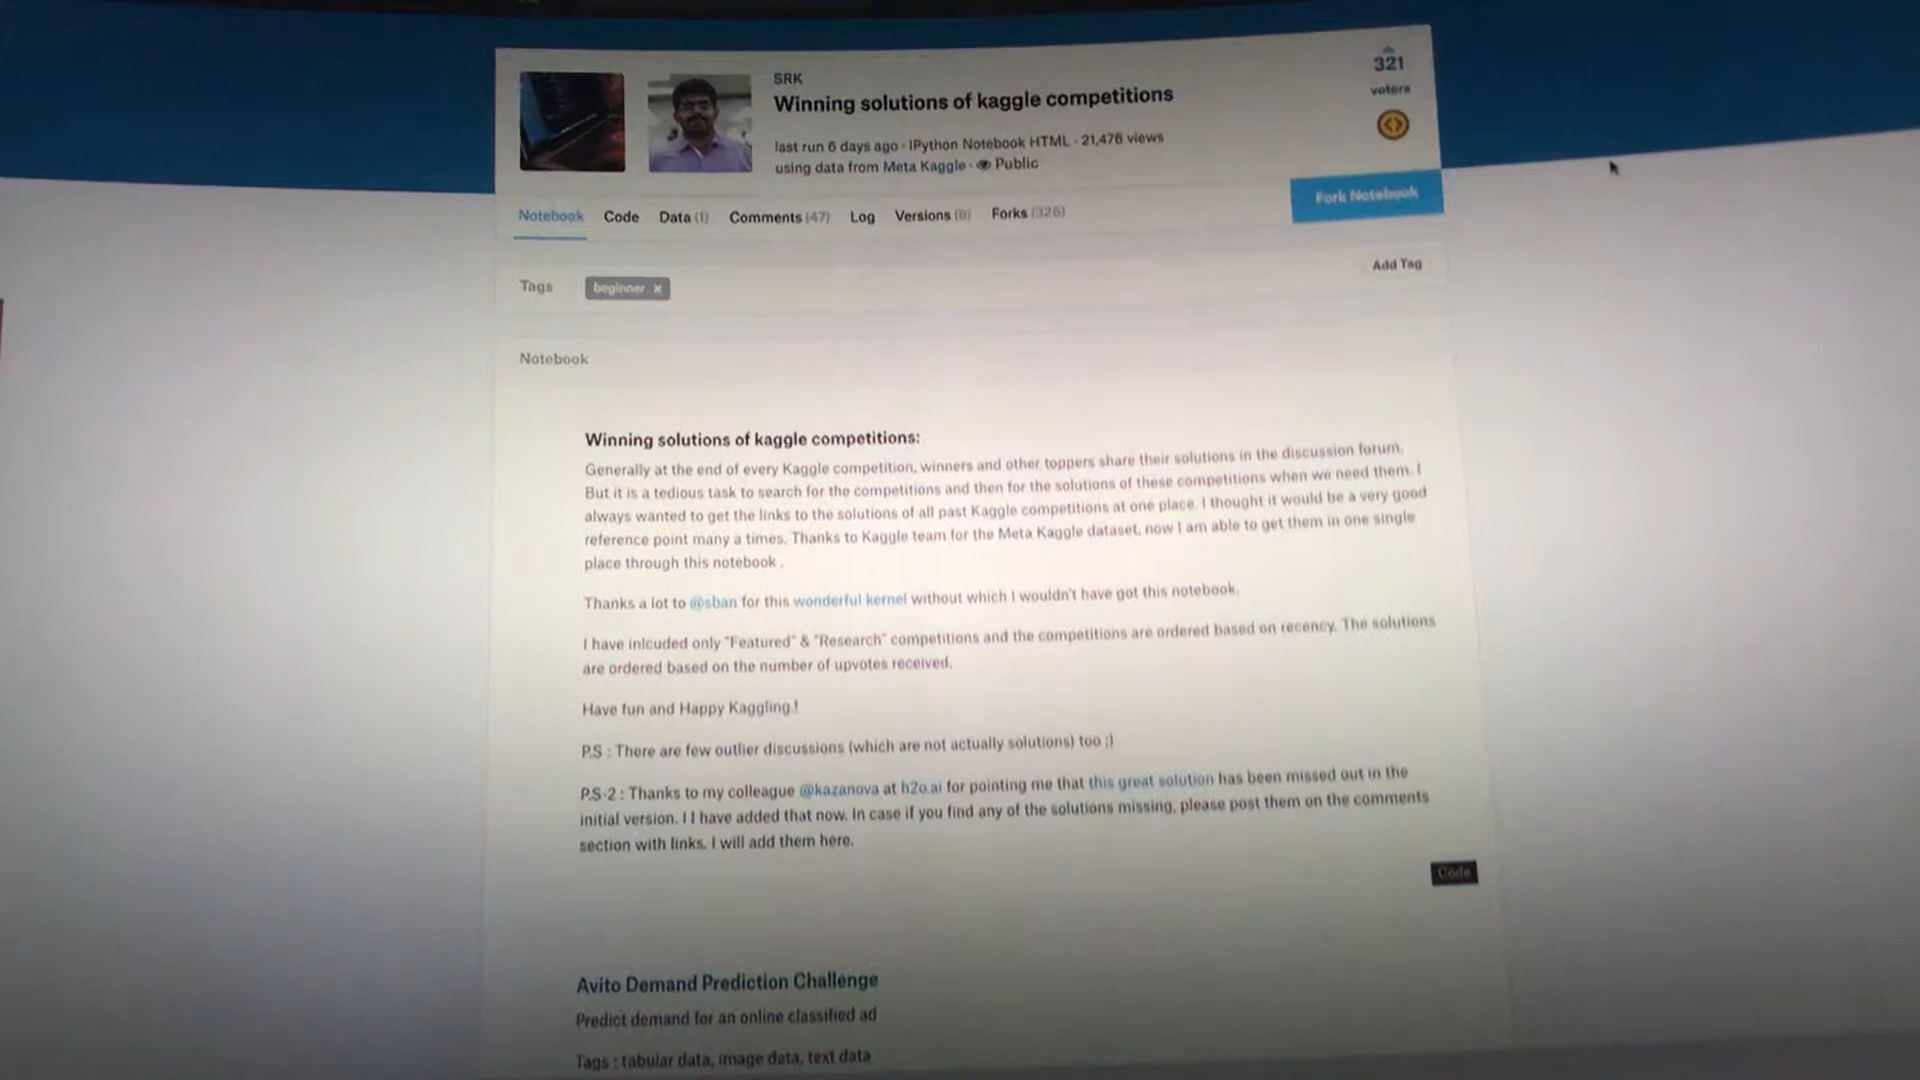 SRK
321
Winning solutions of kaggle competitions
voters
last run 6 days ago · IPython Notebook HTML · 21,476 views
using data from Meta Kaggle · Public
Fork Notebook
Notebook Code Data (1) Comments (47) Log Versions (8) Forks (326)
Add Tag
Tags beginner ×
Notebook
Winning solutions of kaggle competitions:
Generally at the end of every Kaggle competition, winners and other toppers share their solutions in the discussion forum.
But it is a tedious task to search for the competitions and then for the solutions of these competitions when we need them. I
always wanted to get the links to the solutions of all past Kaggle competitions at one place. I thought it would be a very good
reference point many a times. Thanks to Kaggle team for the Meta Kaggle dataset, now I am able to get them in one single
place through this notebook .
Thanks a lot to @sban for this wonderful kernel without which I wouldn't have got this notebook.
I have inlcuded only "Featured" & "Research" competitions and the competitions are ordered based on recency. The solutions
are ordered based on the number of upvotes received.
Have fun and Happy Kaggling.!
P.S : There are few outlier discussions (which are not actually solutions) too ;)
P.S-2 : Thanks to my colleague @kazanova at h2o.ai for pointing me that this great solution has been missed out in the
initial version. I I have added that now. In case if you find any of the solutions missing, please post them on the comments
section with links. I will add them here.
Code
Avito Demand Prediction Challenge
Predict demand for an online classified ad
Tags : tabular data, image data, text data